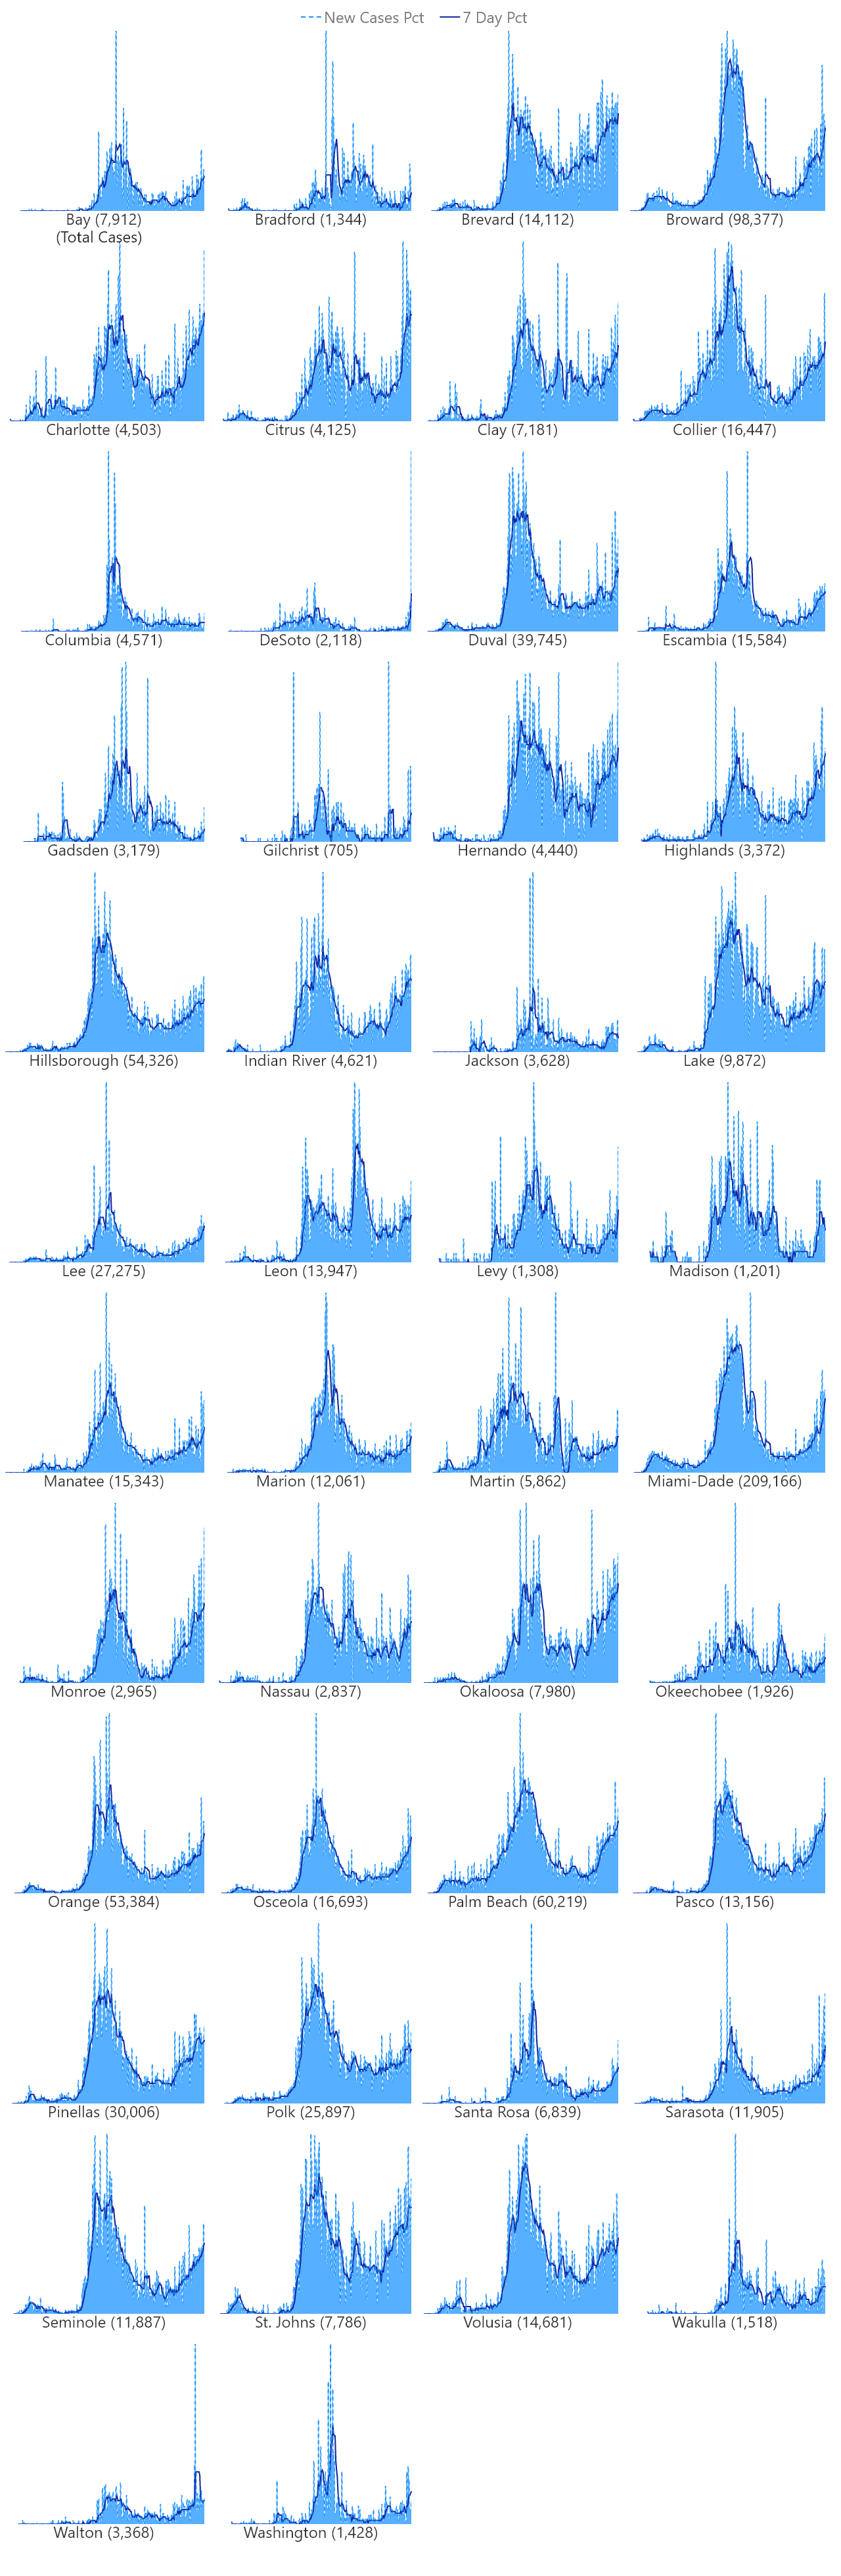 New Cases Pct 7 Day Pct
Bay (7,912) Bradford (1,344) Brevard (14,112) Broward (98,377)
(Total Cases)
Charlotte (4,503) Citrus (4,125) Clay (7,181) Collier (16,447)
Columbia (4,571) DeSoto (2,118) Duval (39,745) Escambia (15,584)
Gadsden (3,179) Gilchrist (705) Hernando (4,440) Highlands (3,372)
Hillsborough (54,326) Indian River (4,621) Jackson (3,628) Lake (9,872)
Lee (27,275) Leon (13,947) Levy (1,308) Madison (1,201)
Manatee (15,343) Marion (12,061) Martin (5,862) Miami-Dade (209,166)
Monroe (2,965) Nassau (2,837) Okaloosa (7,980) Okeechobee (1,926)
Orange (53,384) Osceola (16,693) Palm Beach (60,219) Pasco (13,156)
Pinellas (30,006) Polk (25,897) Santa Rosa (6,839) Sarasota (11,905)
Seminole (11,887) St. Johns (7,786) Volusia (14,681) Wakulla (1,518)
Walton (3,368) Washington (1,428)